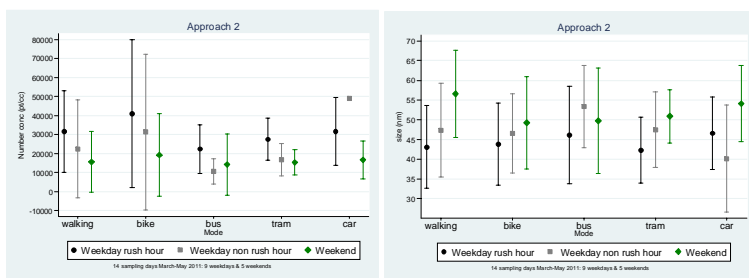 Approach 2
80000
70000
60000
50000
40000
30000
20000
10000
0
-10000
Number conc (pt/cc)
walking bike bus tram car
Mode
Weekday rush hour Weekday non rush hour Weekend
14 sampling days March-May 2011: 9 weekdays & 5 weekends
Approach 2
70
65
60
55
50
45
40
35
30
size (nm)
walking bike bus tram car
Mode
Weekday rush hour Weekday non rush hour Weekend
14 sampling days March-May 2011: 9 weekdays & 5 weekends